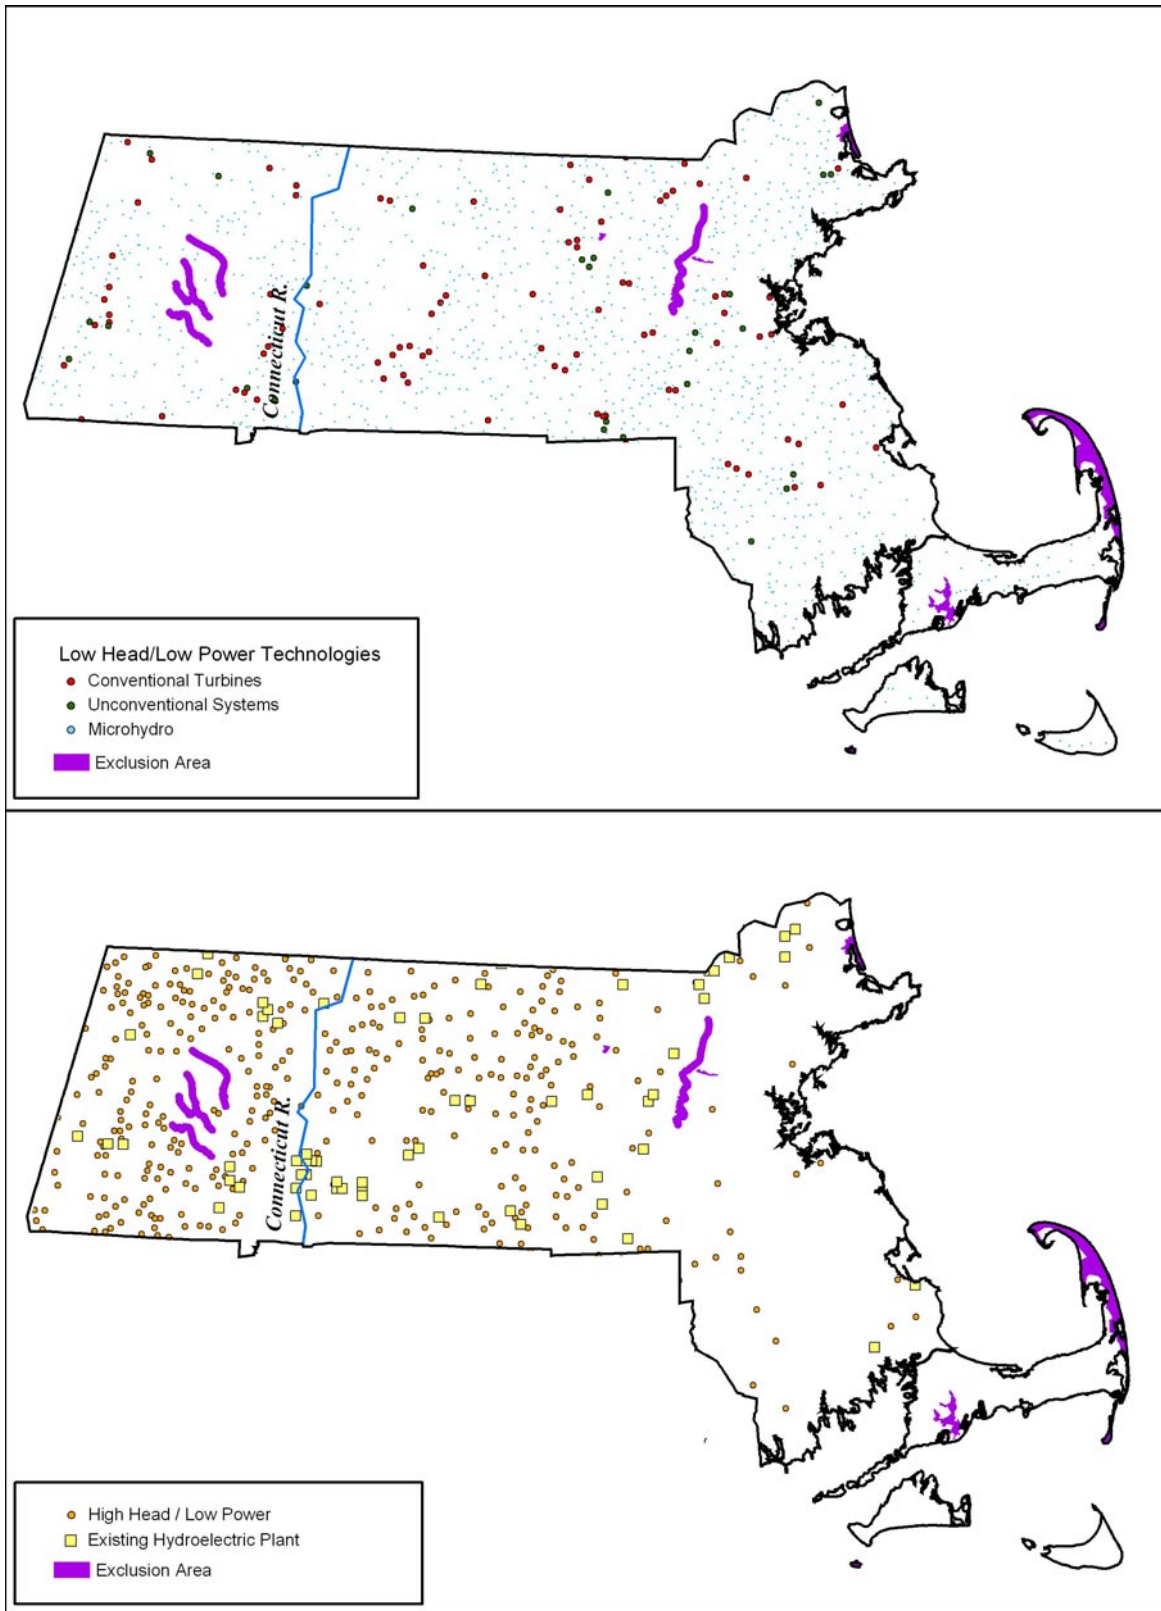 Connecticut R.
Low Head/Low Power Technologies
Conventional Turbines
Unconventional Systems
Microhydro
Exclusion Area
Connecticut R.
High Head / Low Power
Existing Hydroelectric Plant
Exclusion Area